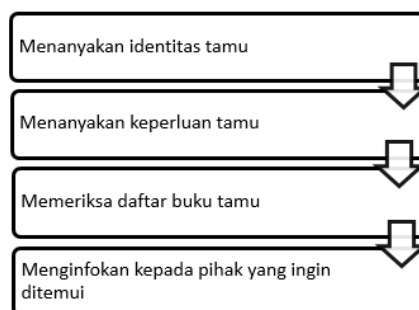 Menanyakan identitas tamu
Menanyakan keperluan tamu
Memeriksa daftar buku tamu
Menginfokan kepada pihak yang ingin
ditemui